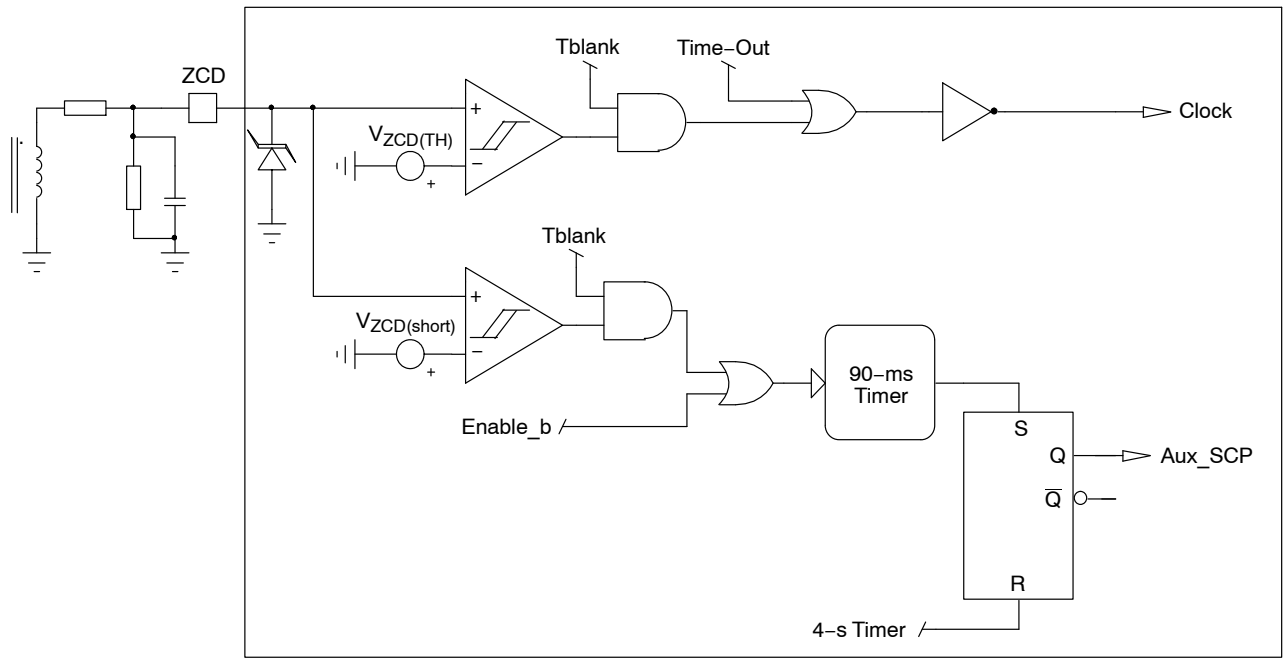 Tblank
Time−Out
ZCD
+
VZCD(TH)
−
+
Clock
Tblank
+
VZCD(short)
−
+
90−ms
Timer
Enable_b
S
Q
Aux_SCP
Q̅
R
4−s Timer